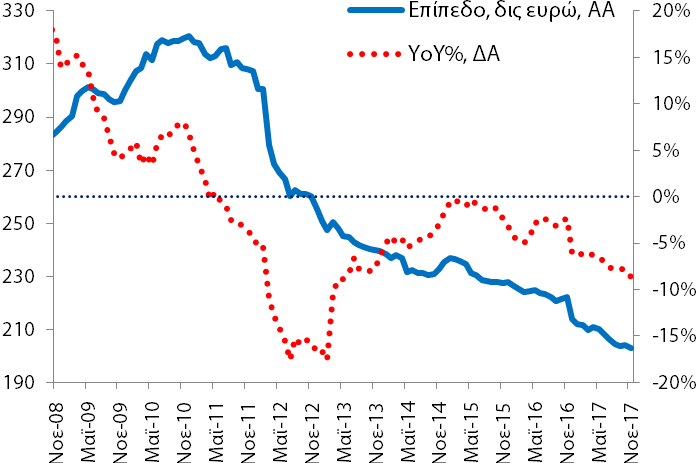 Επίπεδο, δις ευρώ, ΑΑ
YoY%, ΔΑ
330
310
290
270
250
230
210
190
20%
15%
10%
5%
0%
-5%
-10%
-15%
-20%
Νοε-08
Μαϊ-09
Νοε-09
Μαϊ-10
Νοε-10
Μαϊ-11
Νοε-11
Μαϊ-12
Νοε-12
Μαϊ-13
Νοε-13
Μαϊ-14
Νοε-14
Μαϊ-15
Νοε-15
Μαϊ-16
Νοε-16
Μαϊ-17
Νοε-17